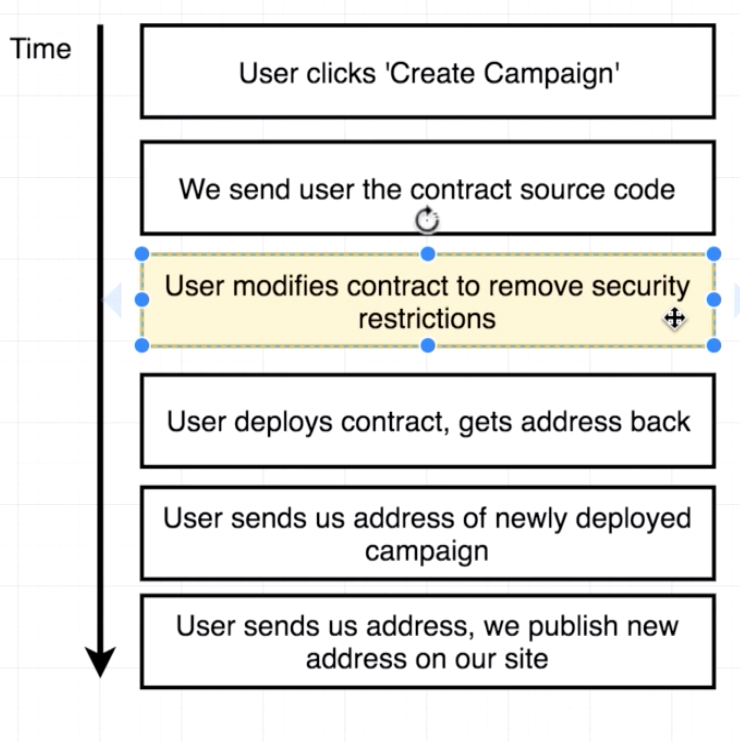 Time
User clicks 'Create Campaign'
We send user the contract source code
User modifies contract to remove security
restrictions
User deploys contract, gets address back
User sends us address of newly deployed
campaign
User sends us address, we publish new
address on our site